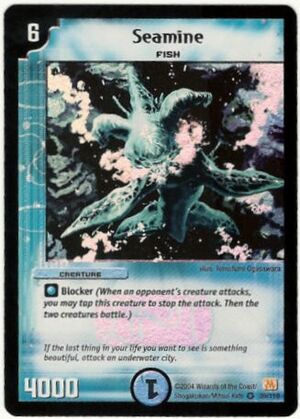 6
Seamine
FISH
illus. Tomofumi Ogasawara
CREATURE
Blocker (When an opponent's creature attacks,
you may tap this creature to stop the attack. Then the
two creatures battle.)
If the last thing in your life you want to see is something
beautiful, attack an underwater city.
4000
1
©2004 Wizards of the Coast/
Shogakukan/Mitsui-Kids